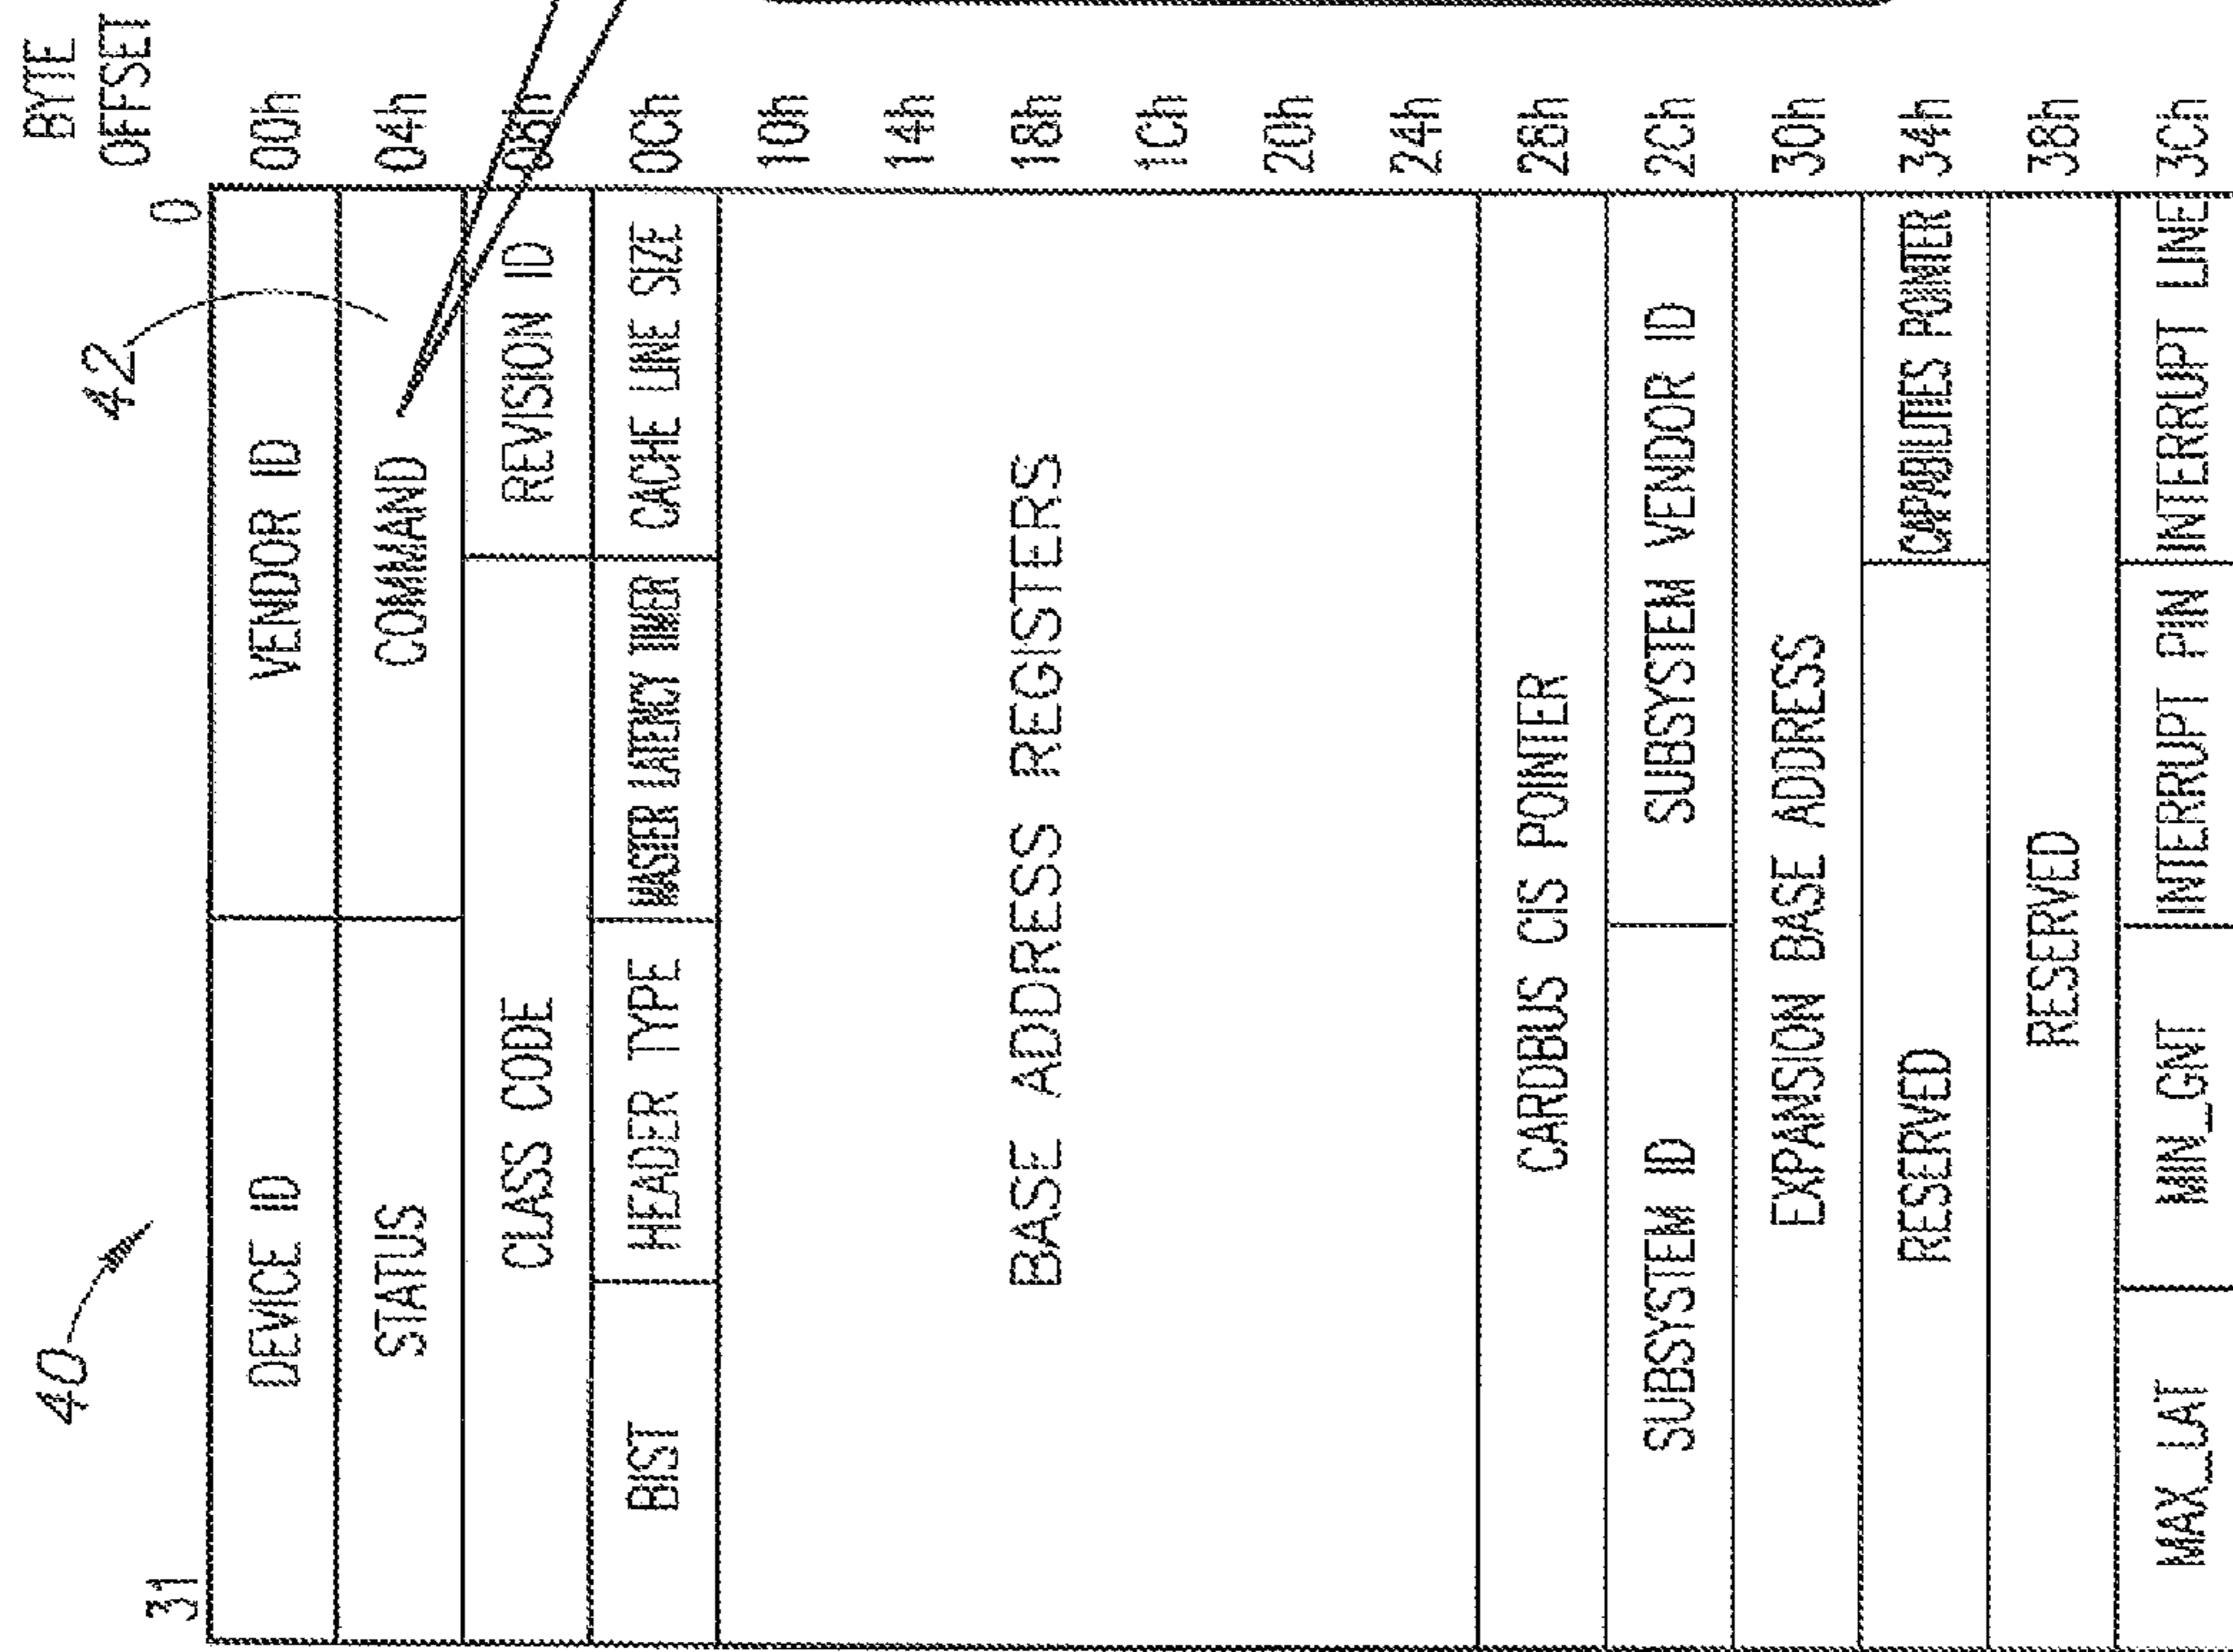 40
42
BYTE
OFFSET
31
0
DEVICE ID VENDOR ID 00h
STATUS COMMAND 04h
CLASS CODE REVISION ID
BIST HEADER TYPE MASTER LATENCY TIMER CACHE LINE SIZE 0Ch
10h
14h
BASE ADDRESS REGISTERS 18h
1Ch
20h
24h
CARDBUS CIS POINTER 28h
SUBSYSTEM ID SUBSYSTEM VENDOR ID 2Ch
EXPANSION BASE ADDRESS 30h
RESERVED CAPABILITIES POINTER 34h
RESERVED 38h
MAX_LAT MIN_GNT INTERRUPT PIN INTERRUPT LINE 3Ch